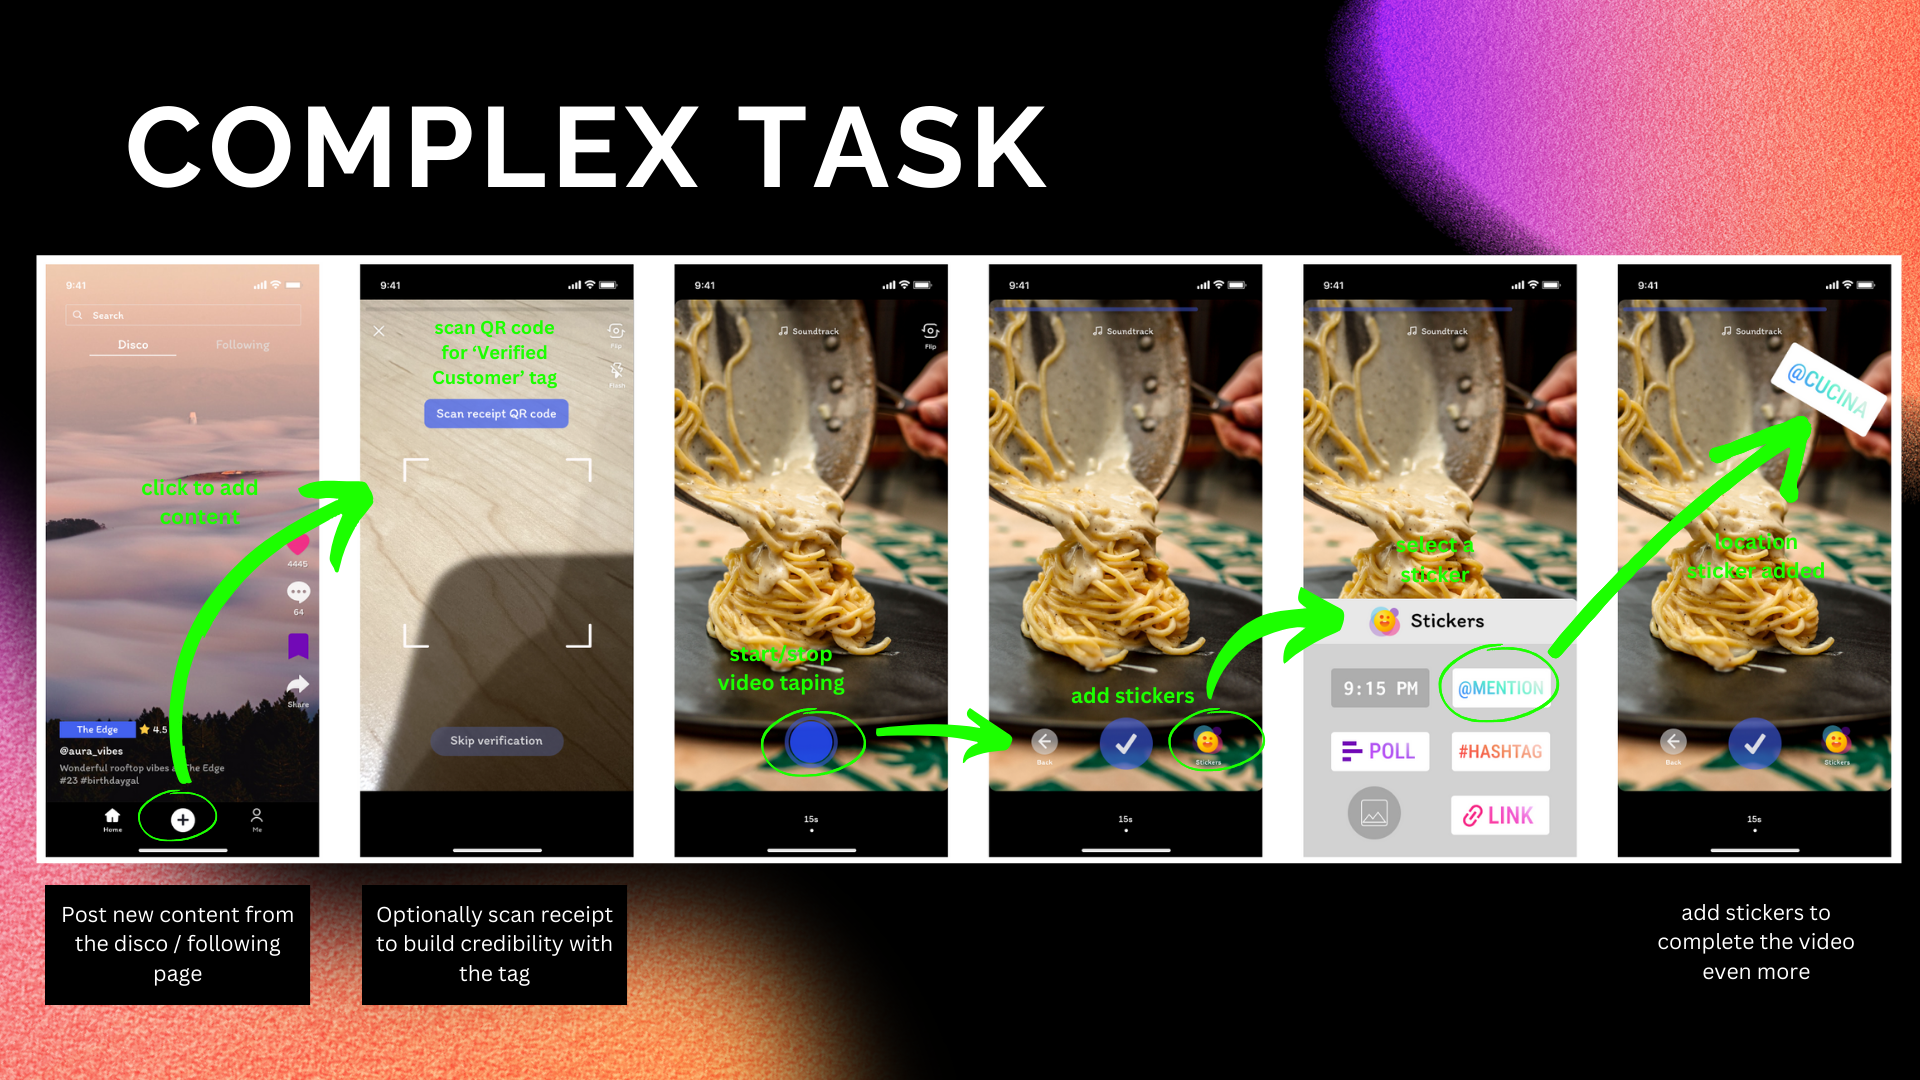 COMPLEX TASK
9:41
Search
Disco Following
click to add
content
4445
64
Share
The Edge 4.5
@aura_vibes
Wonderful rooftop vibes The Edge
#23 #birthdaygal
Home Me
9:41
scan QR code
for ‘Verified
Customer’ tag
Flip
Flash
Scan receipt QR code
Skip verification
9:41
Soundtrack
Flip
start/stop
video taping
15s
9:41
Soundtrack
add stickers
Back Stickers
15s
9:41
Soundtrack
select a
sticker
Stickers
9:15 PM @MENTION
POLL #HASHTAG
LINK
9:41
Soundtrack
@CUCINA
location
sticker added
Back Stickers
15s
Post new content from
the disco / following
page
Optionally scan receipt
to build credibility with
the tag
add stickers to
complete the video
even more